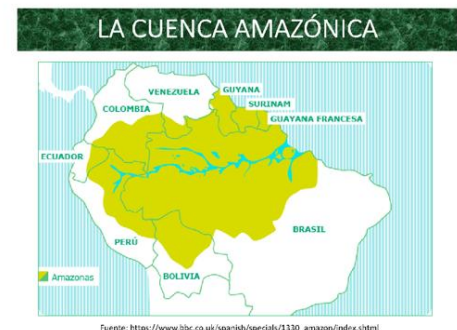 LA CUENCA AMAZÓNICA
VENEZUELA
GUYANA
COLOMBIA
SURINAM
GUAYANA FRANCESA
ECUADOR
BRASIL
PERÚ
Amazonas
BOLIVIA
Fuente: https://www.bbc.co.uk/spanish/specials/1330_amazon/index.shtml